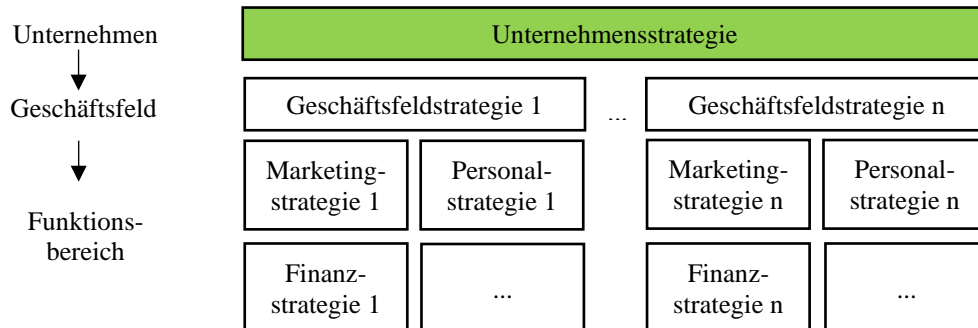 Unternehmen
Unternehmensstrategie
Geschäftsfeld
Geschäftsfeldstrategie 1
...
Geschäftsfeldstrategie n
Marketing-
strategie 1
Personal-
strategie 1
Marketing-
strategie n
Personal-
strategie n
Funktions-
bereich
Finanz-
strategie 1
...
Finanz-
strategie n
...